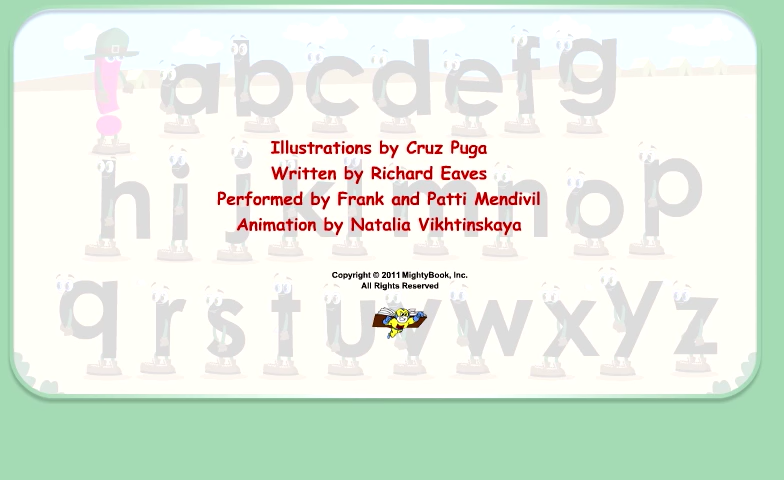 a b c d e f g
Illustrations by Cruz Puga
Written by Richard Eaves
Performed by Frank and Patti Mendivil
Animation by Natalia Vikhtinskaya
h i j k l m n o p
Copyright © 2011 MightyBook, Inc.
All Rights Reserved
q r s t u v w x y z